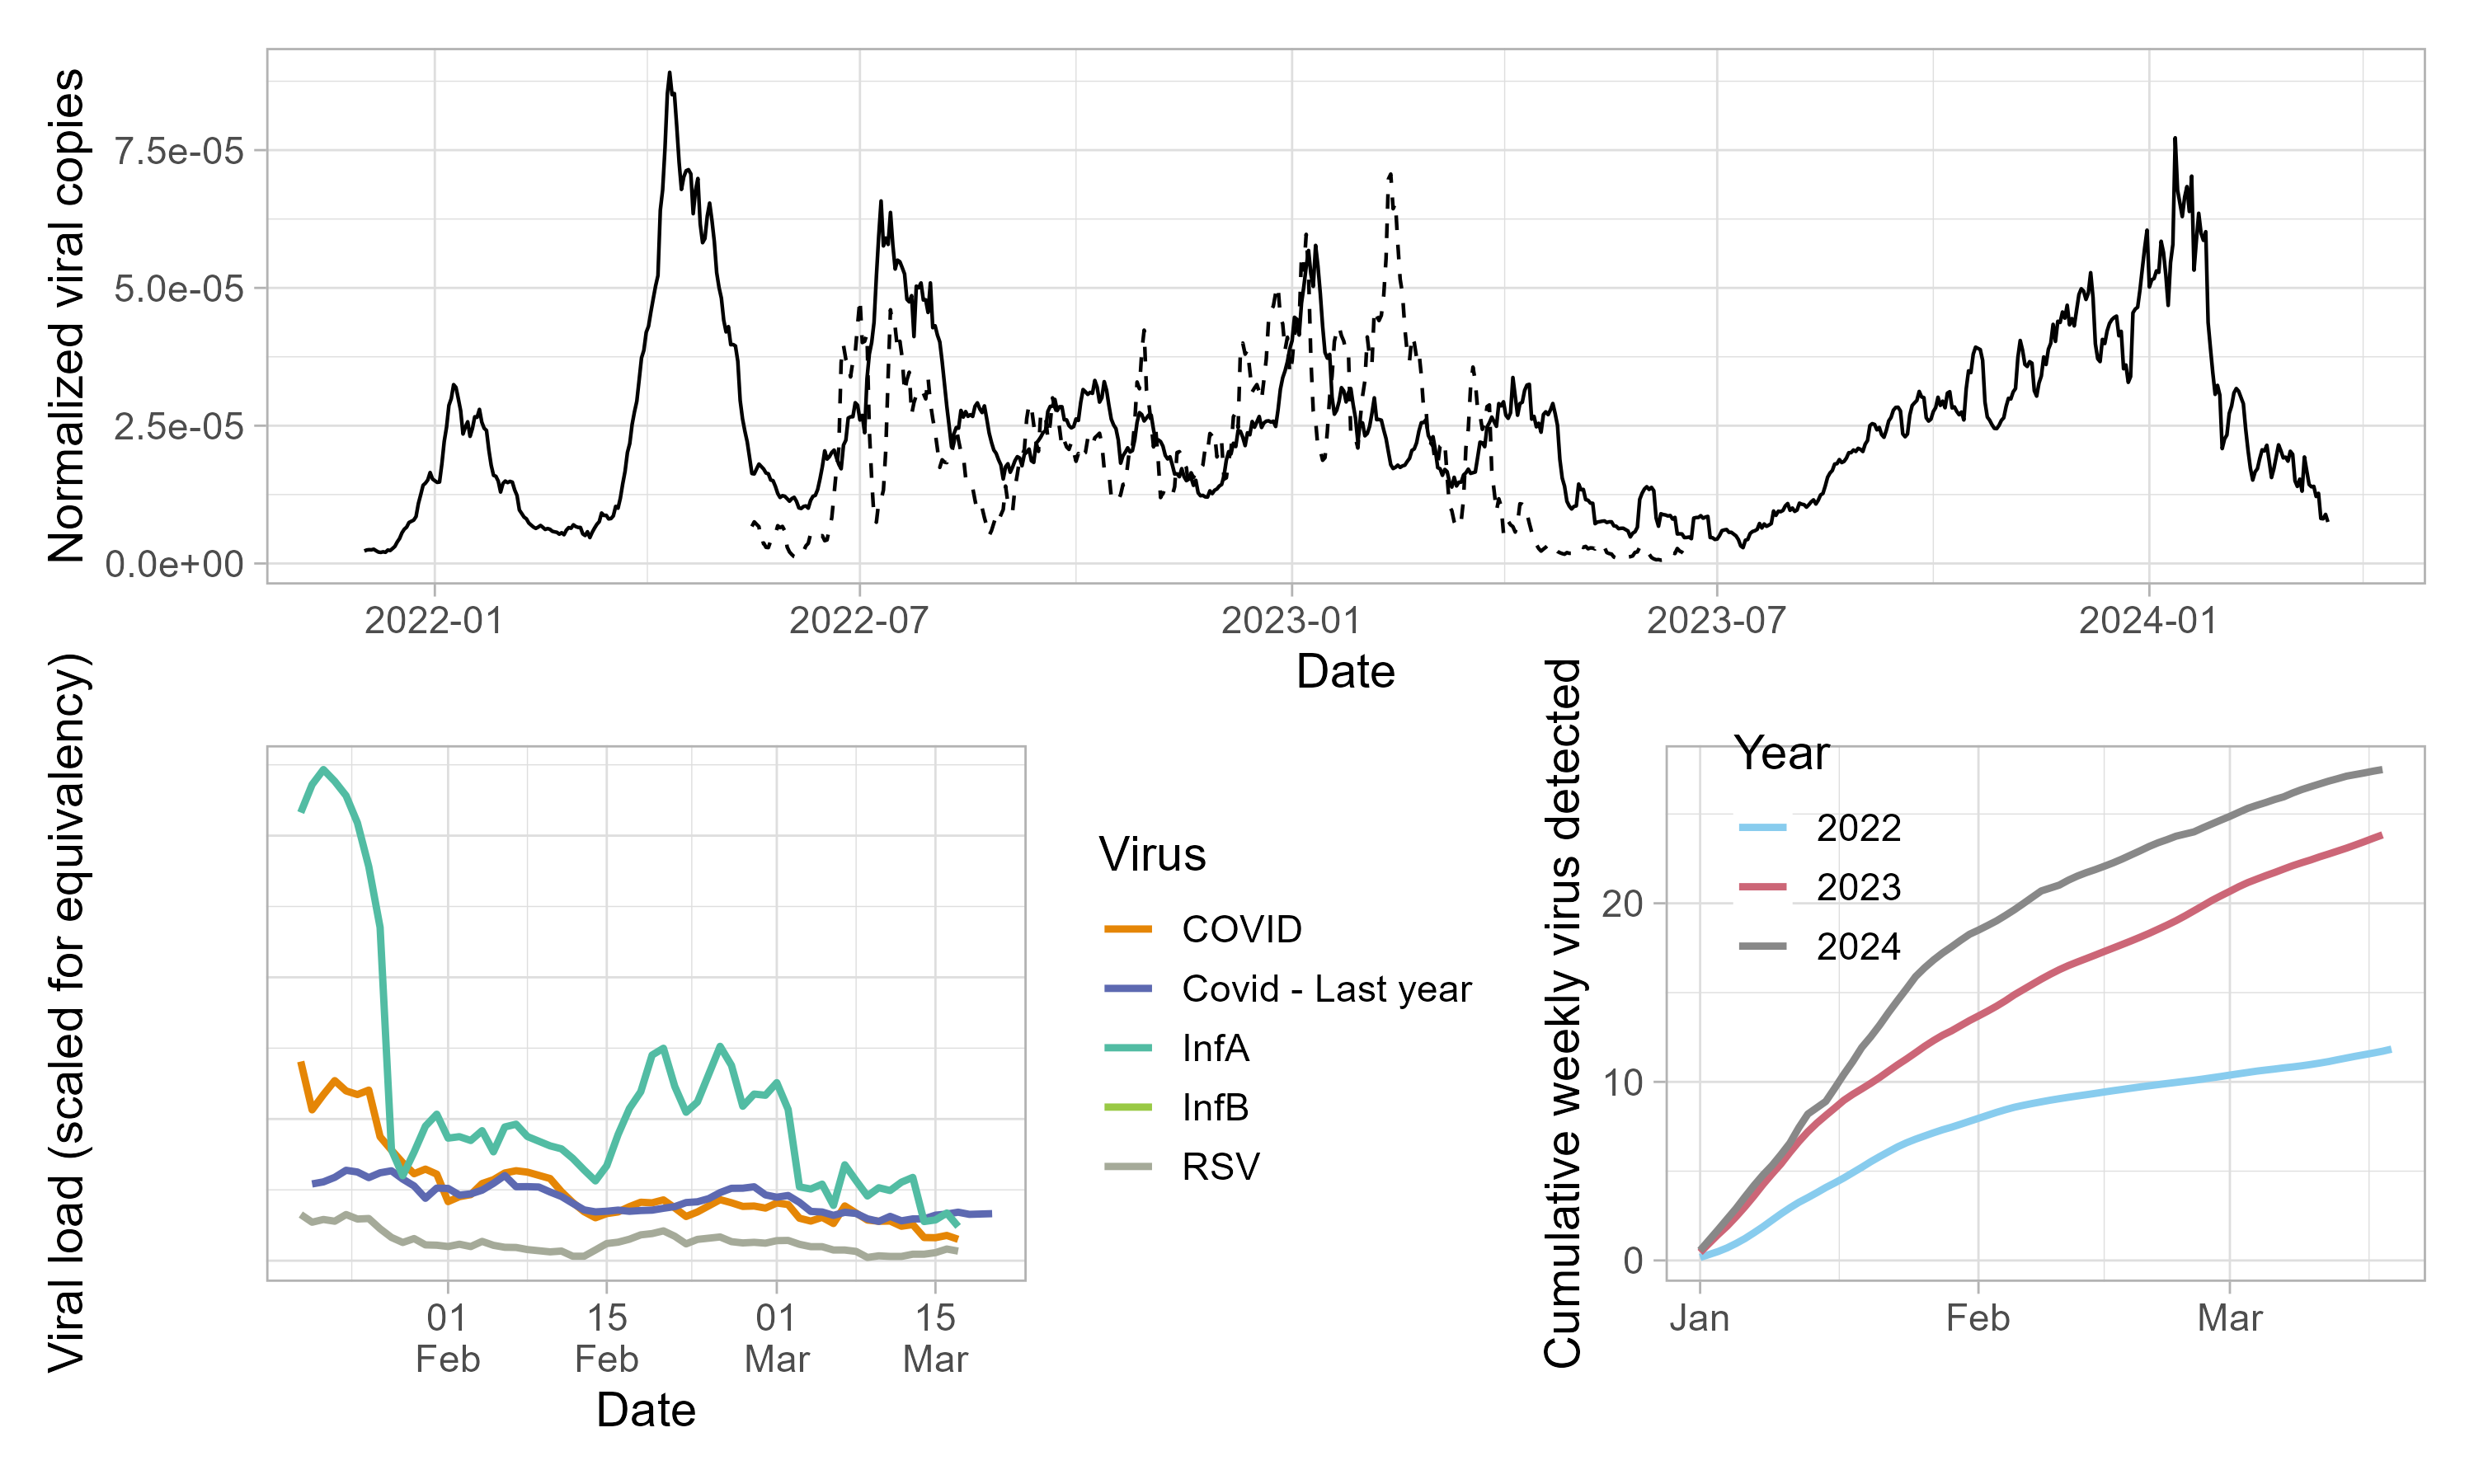 Normalized viral copies
7.5e-05
5.0e-05
2.5e-05
0.0e+00
2022-01
2022-07
2023-01
2023-07
2024-01
Date
Viral load (scaled for equivalency)
01
Feb
15
Feb
01
Mar
15
Mar
Date
Virus
COVID
Covid - Last year
InfA
InfB
RSV
Cumulative weekly virus detected
20
10
0
Year
2022
2023
2024
Jan
Feb
Mar